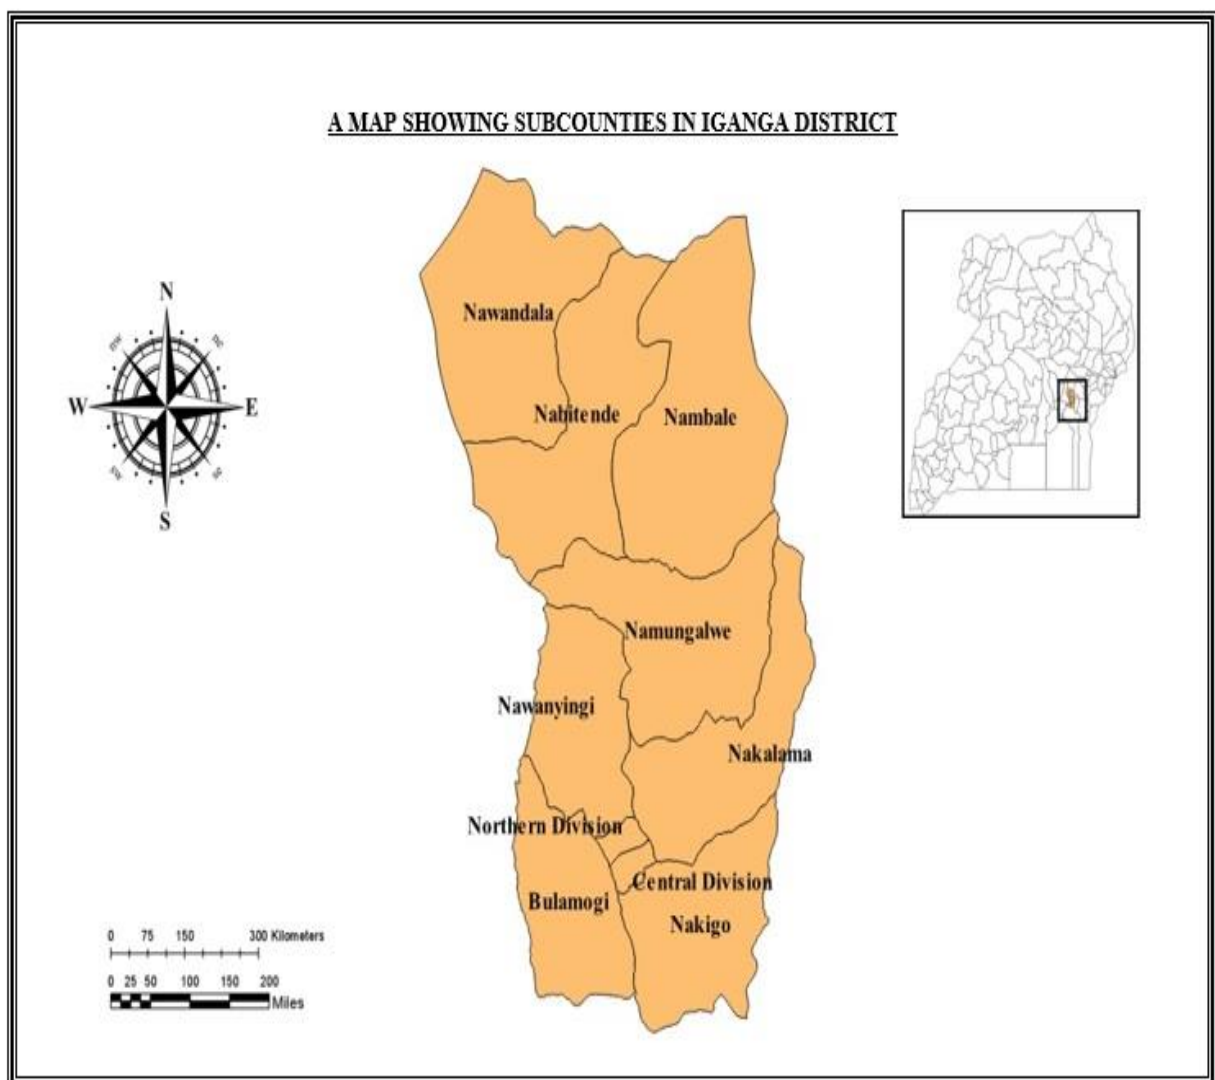 A MAP SHOWING SUBCOUNTIES IN IGANGA DISTRICT
N
W
E
S
Nawandala
Nabitende
Nambale
Namungalwe
Nawanyingi
Nakalama
Northern Division
Central Division
Bulamogi
Nakigo
0 75 150 300 Kilometers
0 25 50 100 150 200
Miles